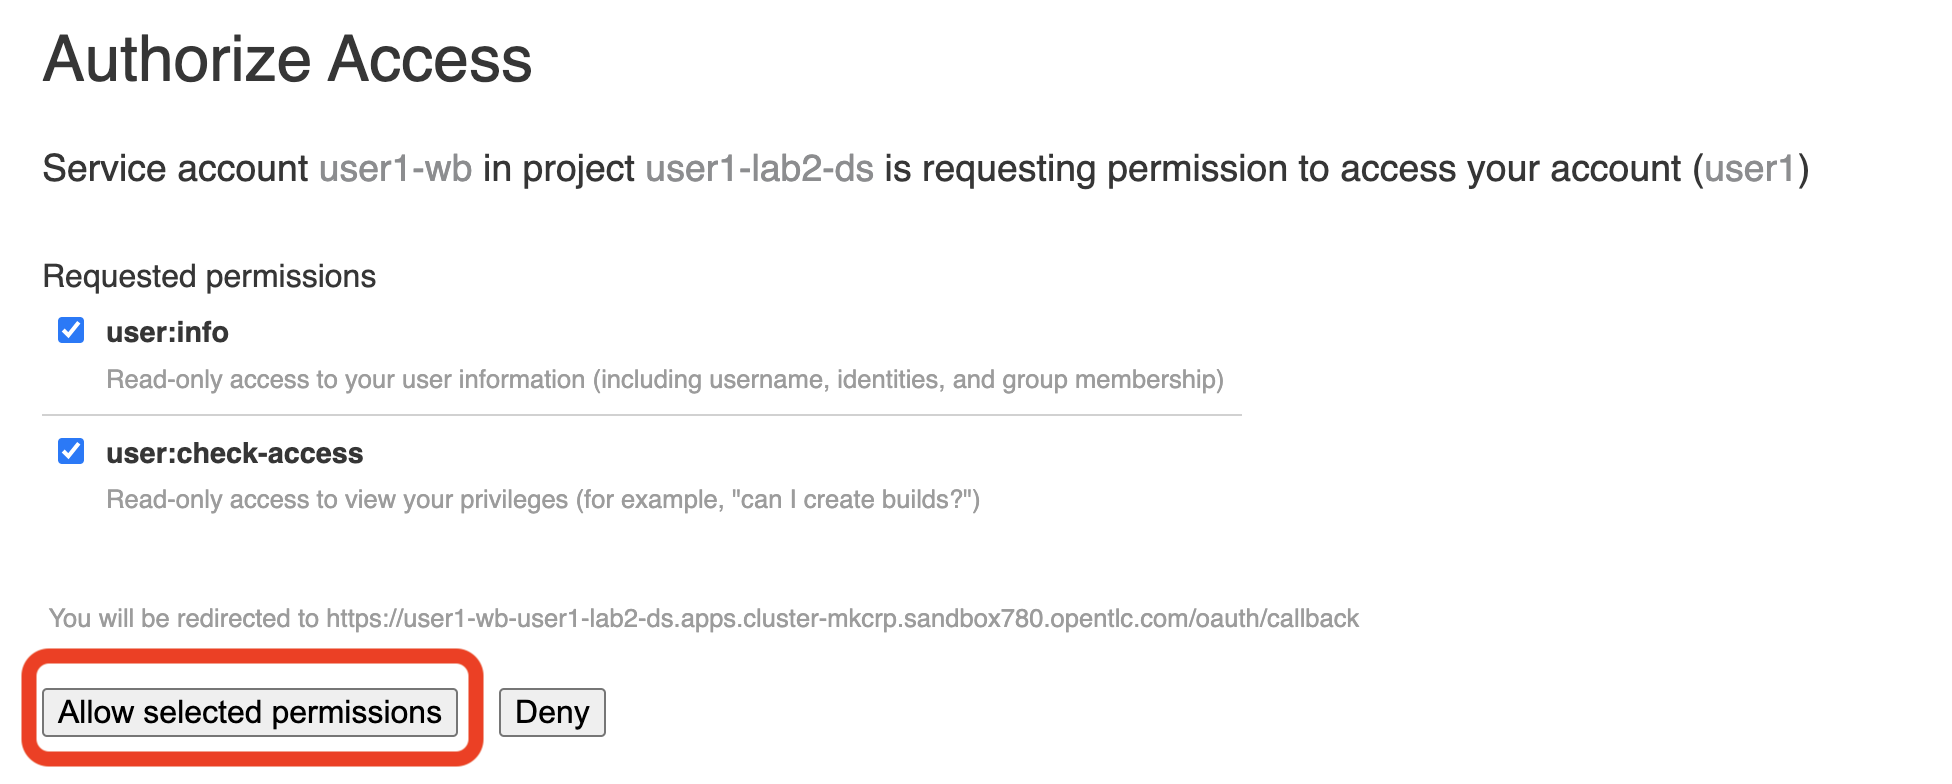 Authorize Access
Service account user1-wb in project user1-lab2-ds is requesting permission to access your account (user1)
Requested permissions
user:info
Read-only access to your user information (including username, identities, and group membership)
user:check-access
Read-only access to view your privileges (for example, "can I create builds?")
You will be redirected to https://user1-wb-user1-lab2-ds.apps.cluster-mkcrp.sandbox780.opentlc.com/oauth/callback
Allow selected permissions Deny